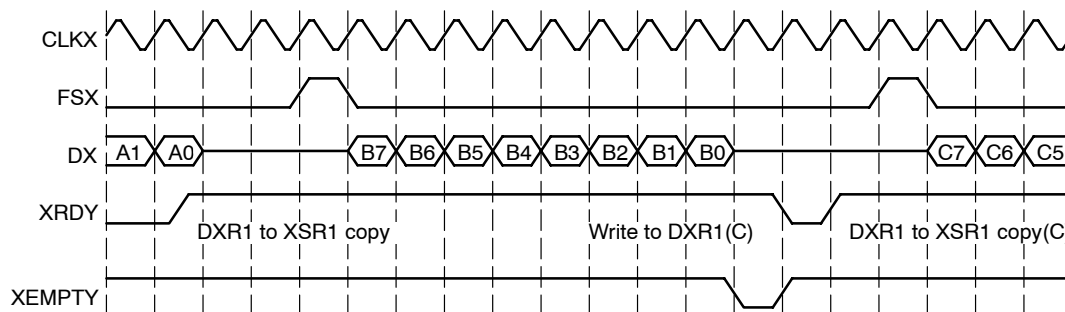 CLKX
FSX
DX A1 A0 B7 B6 B5 B4 B3 B2 B1 B0 C7 C6 C5
XRDY
DXR1 to XSR1 copy Write to DXR1(C) DXR1 to XSR1 copy(C
XEMPTY